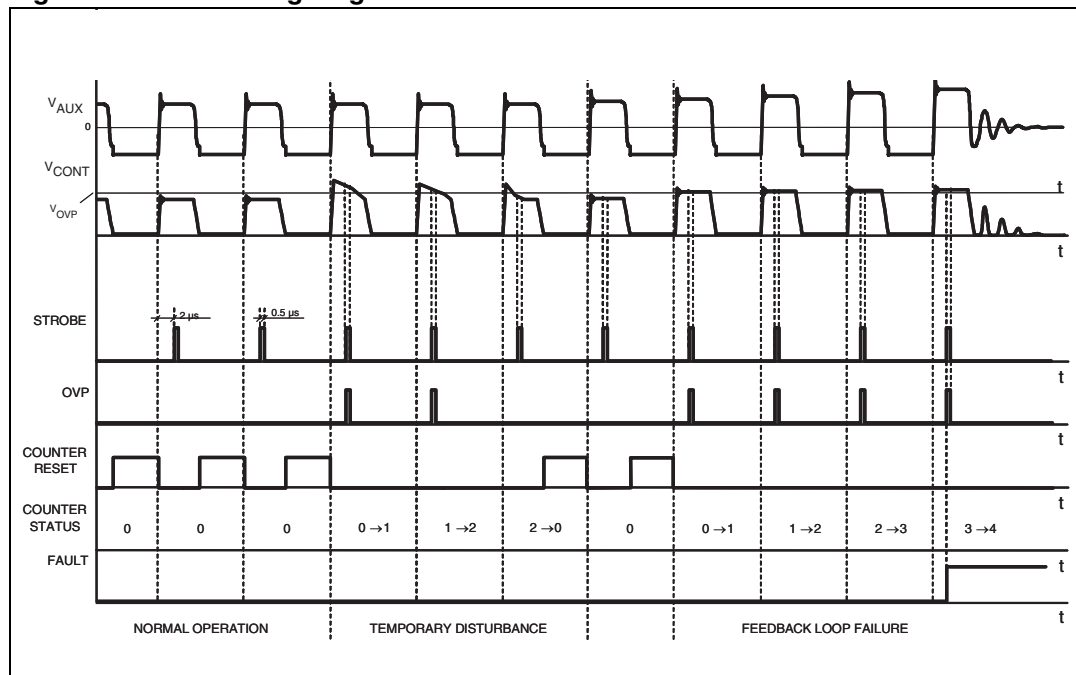 V_AUX
0
V_CONT
t
V_OVP
t
2 µs
0.5 µs
STROBE
t
OVP
t
COUNTER
RESET
t
COUNTER
STATUS
0 0 0 0→1 1→2 2→0 0 0→1 1→2 2→3 3→4
FAULT
t
t
NORMAL OPERATION TEMPORARY DISTURBANCE FEEDBACK LOOP FAILURE